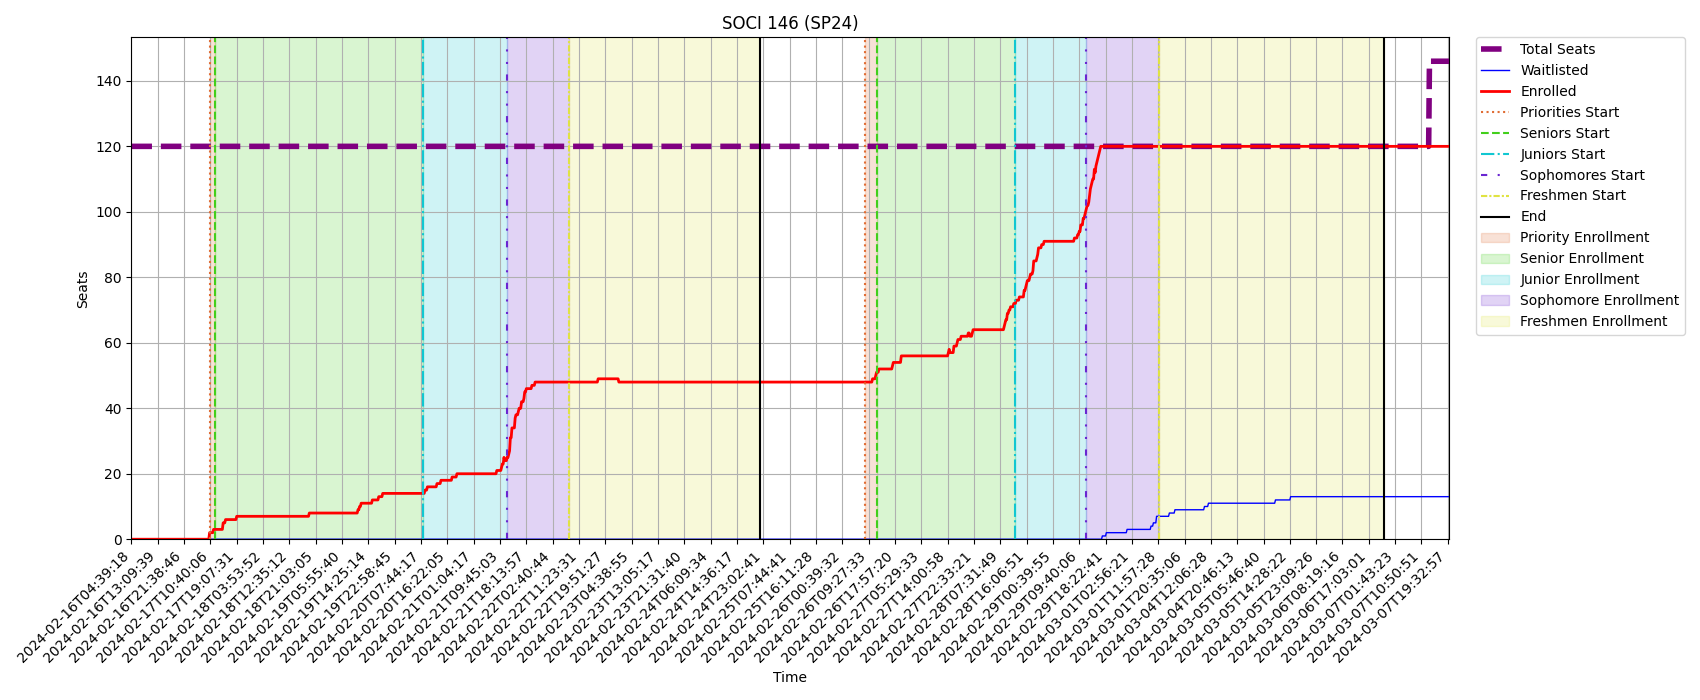 SOCI 146 (SP24)
Total Seats
Waitlisted
Enrolled
Priorities Start
Seniors Start
Juniors Start
Sophomores Start
Freshmen Start
End
Priority Enrollment
Senior Enrollment
Junior Enrollment
Sophomore Enrollment
Freshmen Enrollment
Seats
140
120
100
80
60
40
20
0
2024-02-16T04:39:18
2024-02-16T13:09:39
2024-02-16T21:38:46
2024-02-17T10:40:06
2024-02-17T19:07:31
2024-02-18T03:53:52
2024-02-18T12:35:12
2024-02-18T21:03:05
2024-02-19T05:55:40
2024-02-19T14:25:14
2024-02-19T22:58:45
2024-02-20T07:44:17
2024-02-20T16:22:05
2024-02-21T01:04:17
2024-02-21T09:45:03
2024-02-21T18:13:57
2024-02-22T02:40:44
2024-02-22T11:23:31
2024-02-22T19:51:27
2024-02-23T04:38:55
2024-02-23T13:05:17
2024-02-23T21:31:40
2024-02-24T06:09:34
2024-02-24T14:36:17
2024-02-24T23:02:41
2024-02-25T07:44:41
2024-02-25T16:11:28
2024-02-26T00:39:32
2024-02-26T09:27:33
2024-02-26T17:57:20
2024-02-27T05:29:33
2024-02-27T14:00:58
2024-02-27T22:33:21
2024-02-28T07:31:49
2024-02-28T16:06:51
2024-02-29T00:39:55
2024-02-29T09:40:06
2024-02-29T18:22:41
2024-03-01T02:56:21
2024-03-01T11:57:28
2024-03-01T20:35:06
2024-03-04T12:06:28
2024-03-04T20:46:13
2024-03-05T05:46:40
2024-03-05T14:28:22
2024-03-05T23:09:26
2024-03-06T08:19:16
2024-03-06T17:03:01
2024-03-07T01:43:23
2024-03-07T10:50:51
2024-03-07T19:32:57
Time